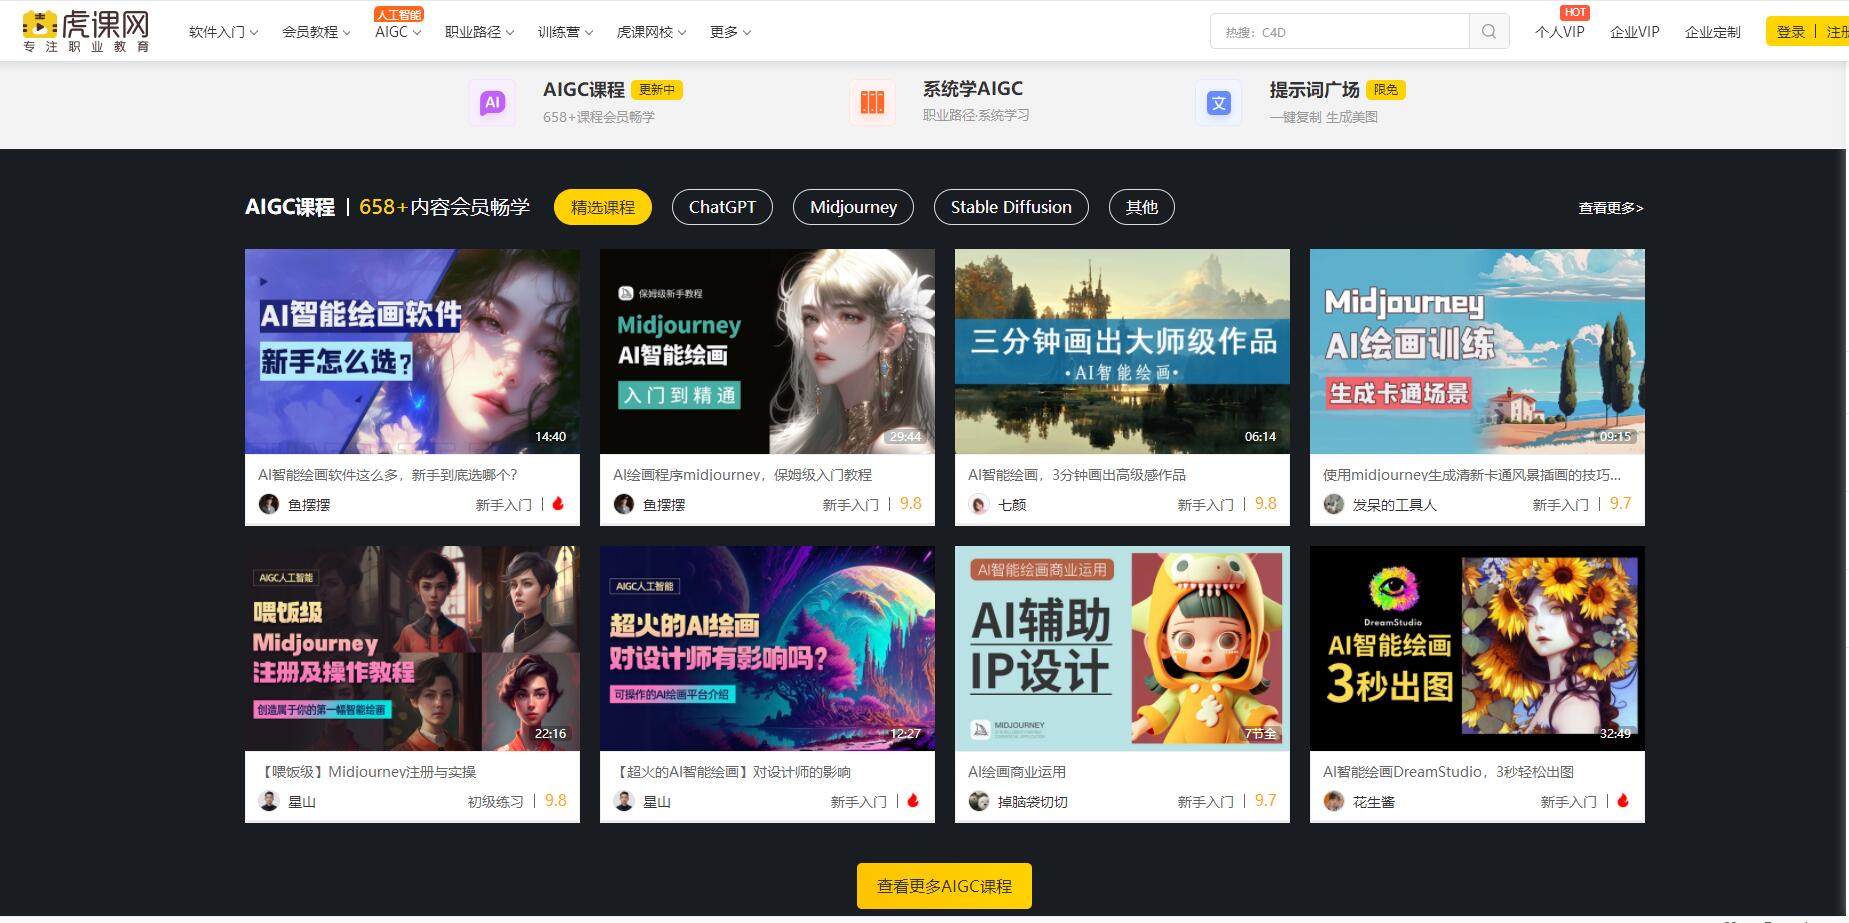 虎课网
专注职业教育
软件入门
会员教程
人工智能
AIGC
职业路径
训练营
虎课网校
更多
热搜：C4D
HOT
个人VIP
企业VIP
企业定制
登录 | 注册
AI
AIGC课程 更新中
658+课程会员畅学
系统学AIGC
职业路径·系统学习
文
提示词广场 限免
一键复制 生成美图
AIGC课程 | 658+内容会员畅学
精选课程
ChatGPT
Midjourney
Stable Diffusion
其他
查看更多>
AI智能绘画软件
新手怎么选?
14:40
AI智能绘画软件这么多，新手到底选哪个？
鱼摆摆
新手入门 |
保姆级新手教程
Midjourney
AI智能绘画
入门到精通
29:44
AI绘画程序midjourney，保姆级入门教程
鱼摆摆
新手入门 | 9.8
三分钟画出大师级作品
·AI智能绘画·
06:14
AI智能绘画，3分钟画出高级感作品
七颜
新手入门 | 9.8
Midjourney
AI绘画训练
生成卡通场景
09:15
使用midjourney生成清新卡通风景插画的技巧...
发呆的工具人
新手入门 | 9.7
AIGC人工智能
喂饭级
Midjourney
注册及操作教程
创造属于你的第一幅智能绘画
22:16
【喂饭级】Midjourney注册与实操
星山
初级练习 | 9.8
AIGC人工智能
超火的AI绘画
对设计师有影响吗?
可操作的AI绘画平台介绍
12:27
【超火的AI智能绘画】对设计师的影响
星山
新手入门 |
AI智能绘画商业运用
AI辅助
IP设计
MIDJOURNEY
7节全
AI绘画商业运用
掉脑袋切切
新手入门 | 9.7
DreamStudio
AI智能绘画
3秒出图
32:49
AI智能绘画DreamStudio，3秒轻松出图
花生酱
新手入门 |
查看更多AIGC课程